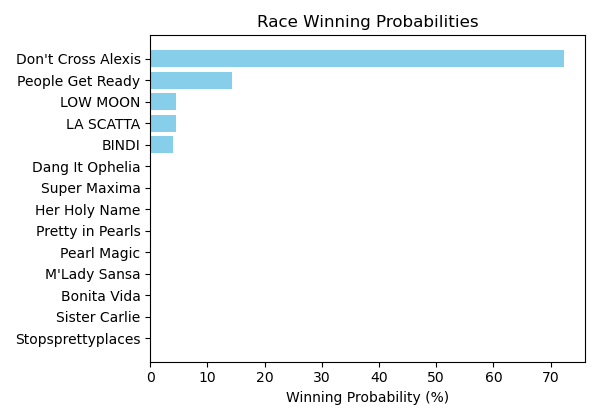 Race Winning Probabilities
Don't Cross Alexis
People Get Ready
LOW MOON
LA SCATTA
BINDI
Dang It Ophelia
Super Maxima
Her Holy Name
Pretty in Pearls
Pearl Magic
M'Lady Sansa
Bonita Vida
Sister Carlie
Stopsprettyplaces
0 10 20 30 40 50 60 70
Winning Probability (%)